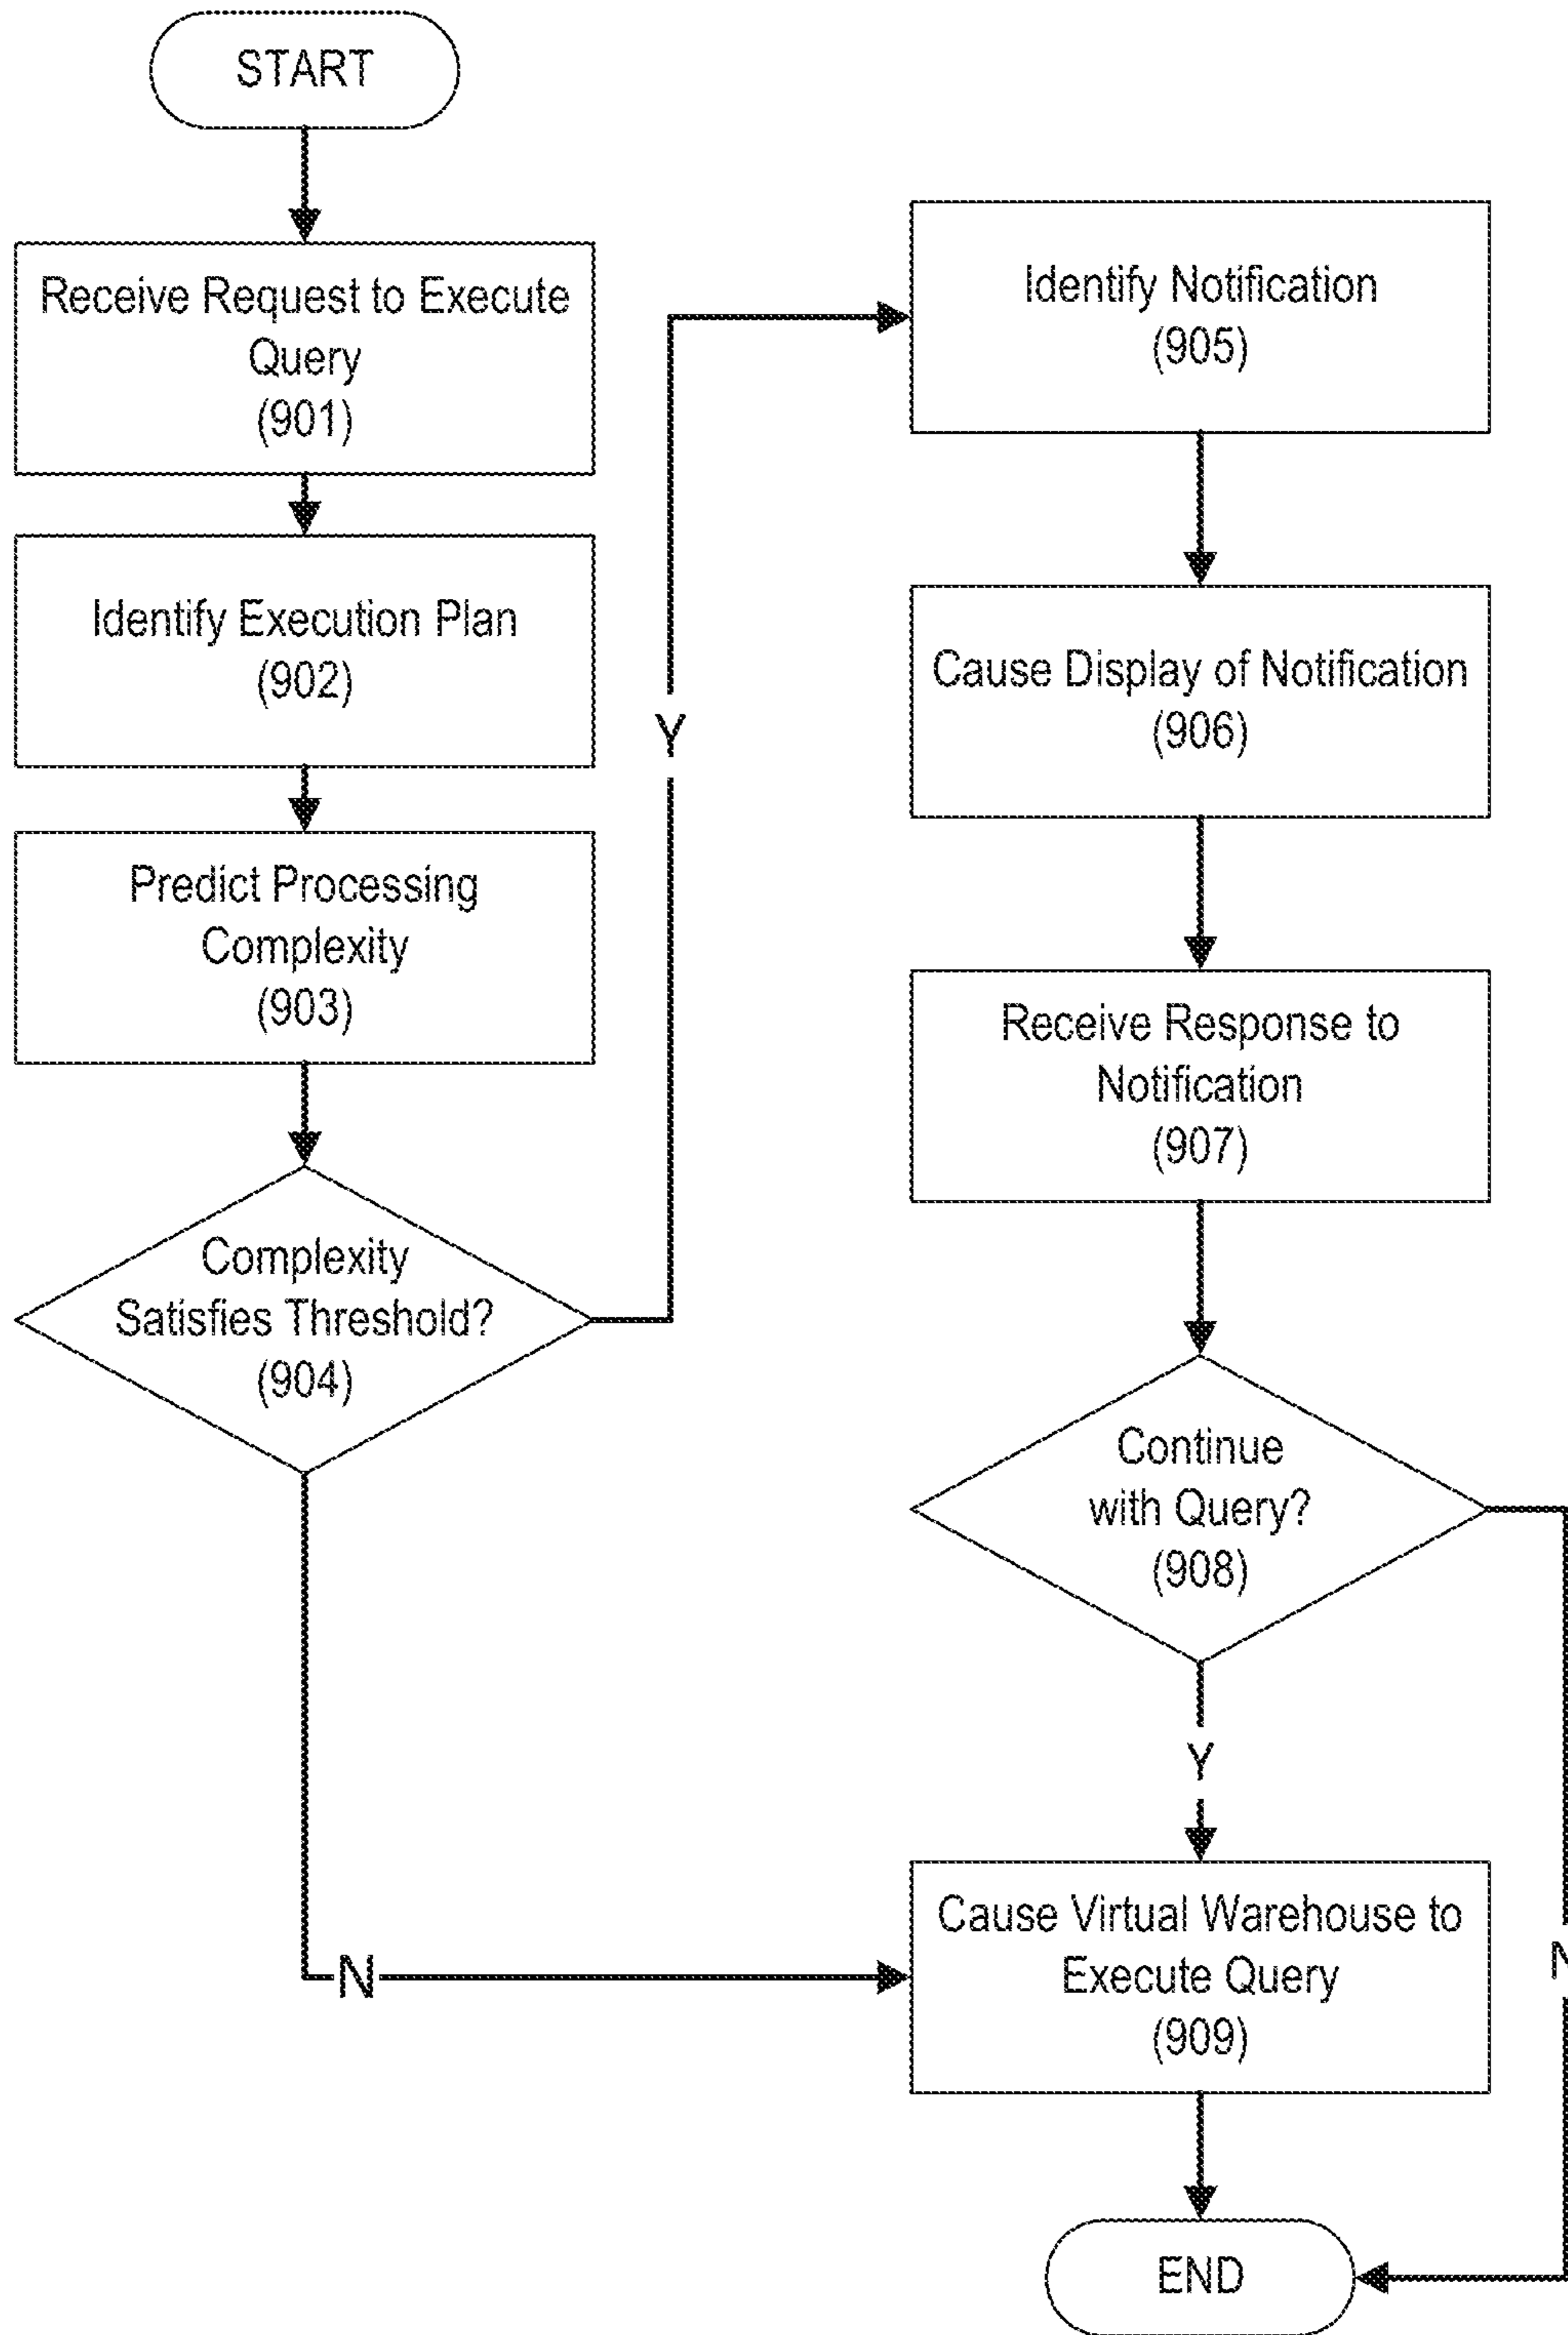 START
Receive Request to Execute
Query
(901)
Identify Execution Plan
(902)
Predict Processing
Complexity
(903)
Complexity
Satisfies Threshold?
(904)
Y
N
Identify Notification
(905)
Cause Display of Notification
(906)
Receive Response to
Notification
(907)
Continue
with Query?
(908)
Y
N
Cause Virtual Warehouse to
Execute Query
(909)
END